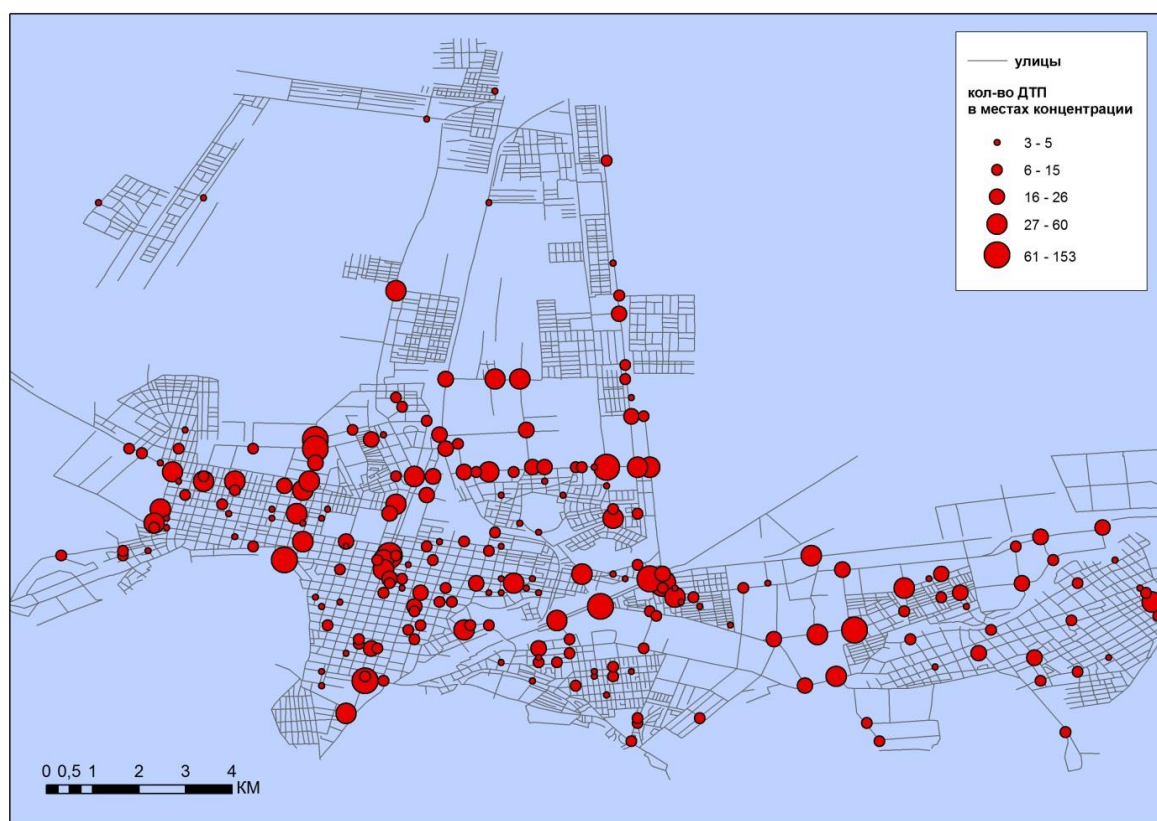 улицы
кол-во ДТП
в местах концентрации
3 - 5
6 - 15
16 - 26
27 - 60
61 - 153
0 0,5 1 2 3 4
КМ